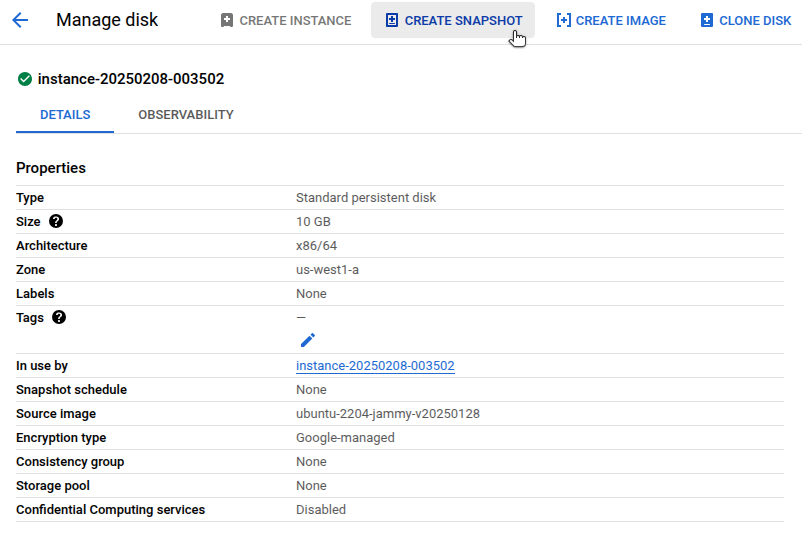 Manage disk CREATE INSTANCE CREATE SNAPSHOT CREATE IMAGE CLONE DISK
instance-20250208-003502
DETAILS OBSERVABILITY
Properties
Type Standard persistent disk
Size 10 GB
Architecture x86/64
Zone us-west1-a
Labels None
Tags —
In use by instance-20250208-003502
Snapshot schedule None
Source image ubuntu-2204-jammy-v20250128
Encryption type Google-managed
Consistency group None
Storage pool None
Confidential Computing services Disabled